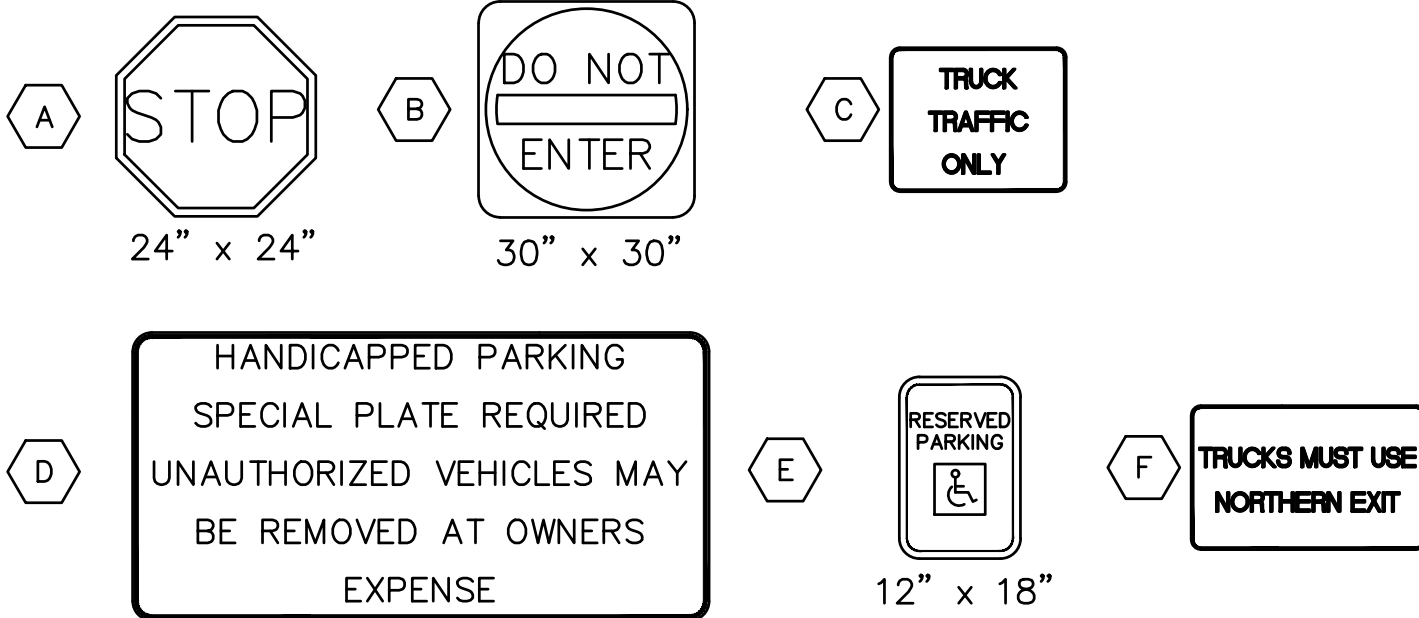 A
STOP
24” x 24”
B
DO NOT
ENTER
30” x 30”
C
TRUCK
TRAFFIC
ONLY
D
HANDICAPPED PARKING
SPECIAL PLATE REQUIRED
UNAUTHORIZED VEHICLES MAY
BE REMOVED AT OWNERS
EXPENSE
E
RESERVED
PARKING
12” x 18”
F
TRUCKS MUST USE
NORTHERN EXIT